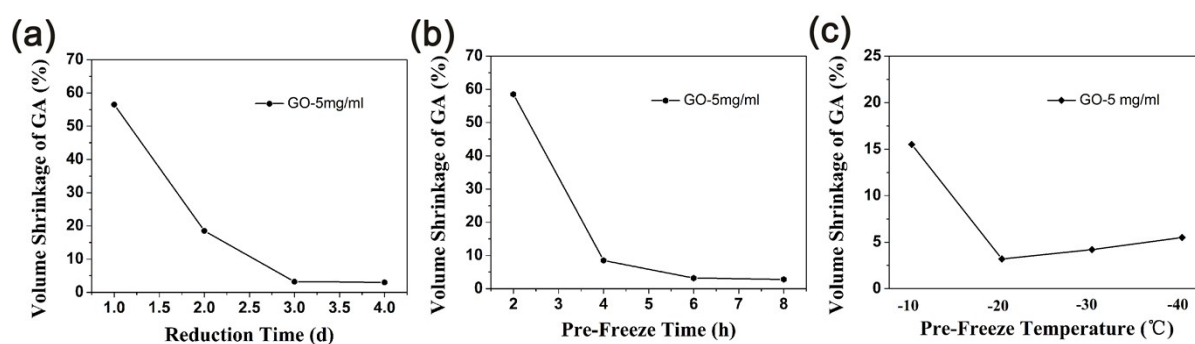 (a)
Volume Shrinkage of GA (%)
70
60
50
40
30
20
10
0
GO-5mg/ml
1.0 1.5 2.0 2.5 3.0 3.5 4.0
Reduction Time (d)
(b)
Volume Shrinkage of GA (%)
70
60
50
40
30
20
10
0
GO-5mg/ml
2 3 4 5 6 7 8
Pre-Freeze Time (h)
(c)
Volume Shrinkage of GA (%)
25
20
15
10
5
0
GO-5 mg/ml
-10 -20 -30 -40
Pre-Freeze Temperature (℃)